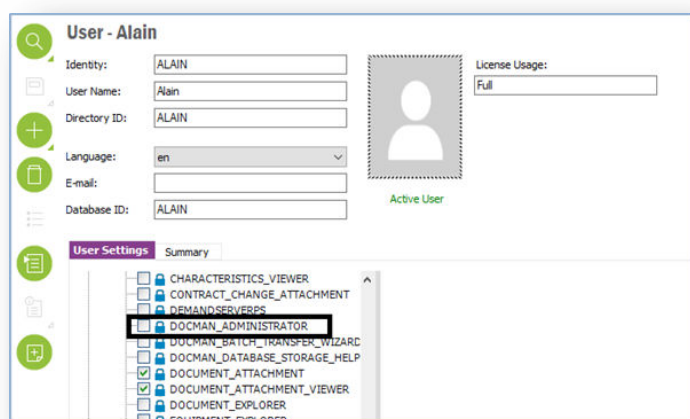 User - Alain
Identity: ALAIN
License Usage:
User Name: Alain
Full
Directory ID: ALAIN
Language: en
E-mail:
Active User
Database ID: ALAIN
User Settings Summary
CHARACTERISTICS_VIEWER
CONTRACT_CHANGE_ATTACHMENT
DEMANDSERVERPS
DOCMAN_ADMINISTRATOR
DOCMAN_BATCH_TRANSFER_WIZARD
DOCMAN_DATABASE_STORAGE_HELP
DOCUMENT_ATTACHMENT
DOCUMENT_ATTACHMENT_VIEWER
DOCUMENT_EXPLORER